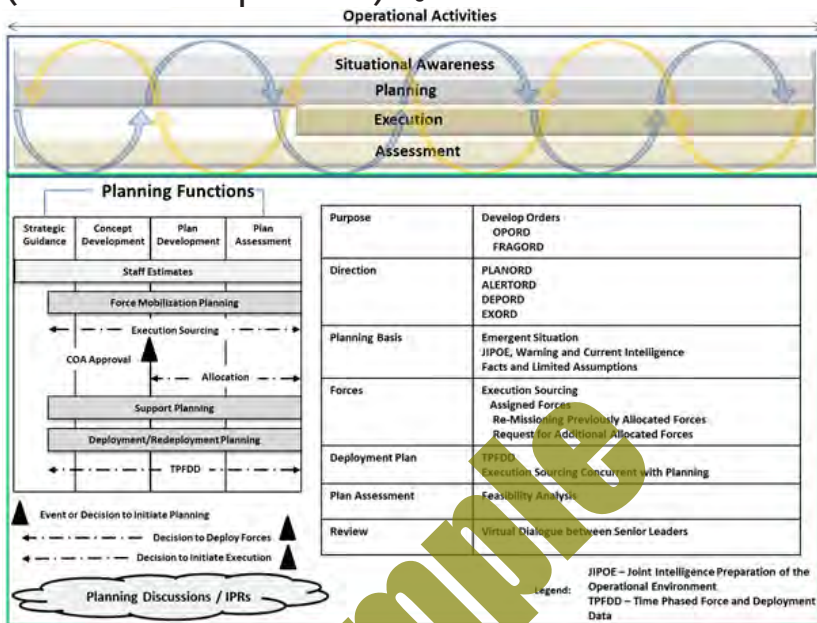 Operational Activities
Situational Awareness
Planning
Execution
Assessment
Planning Functions
Strategic Guidance
Concept Development
Plan Development
Plan Assessment
Staff Estimates
Force Mobilization Planning
Execution Sourcing
COA Approval
Allocation
Support Planning
Deployment/Redeployment Planning
TPFDD
Event or Decision to Initiate Planning
Decision to Deploy Forces
Decision to Initiate Execution
Planning Discussions / IPRs
Purpose
Develop Orders
OPORD
FRAGORD
Direction
PLANORD
ALERTORD
DEPORD
EXORD
Planning Basis
Emergent Situation
JIPOE, Warning and Current Intelligence
Facts and Limited Assumptions
Forces
Execution Sourcing
Assigned Forces
Re-Missioning Previously Allocated Forces
Request for Additional Allocated Forces
Deployment Plan
TPFDD
Execution Sourcing Concurrent with Planning
Plan Assessment
Feasibility Analysis
Review
Virtual Dialogue between Senior Leaders
Legend:
JIPOE – Joint Intelligence Preparation of the
Operational Environment
TPFDD – Time Phased Force and Deployment
Data